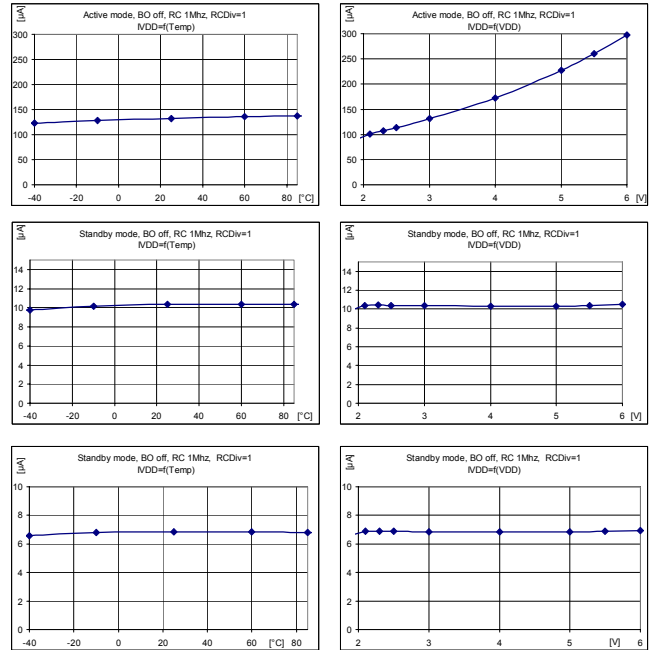 [µA]
Active mode, BO off, RC 1Mhz, RCDiv=1
IVDD=f(Temp)
300
250
200
150
100
50
0
-40 -20 0 20 40 60 80 [°C]
[µA]
Active mode, BO off, RC 1Mhz, RCDiv=1
IVDD=f(VDD)
300
250
200
150
100
50
0
2 3 4 5 6 [V]
[µA]
Standby mode, BO off, RC 1Mhz, RCDiv=1
IVDD=f(Temp)
14
12
10
8
6
4
2
0
-40 -20 0 20 40 60 80 [°C]
[µA]
Standby mode, BO off, RC 1Mhz, RCDiv=1
IVDD=f(VDD)
14
12
10
8
6
4
2
0
2 3 4 5 6 [V]
[µA]
Standby mode, BO off, RC 1Mhz, RCDiv=1
IVDD=f(Temp)
10
8
6
4
2
0
-40 -20 0 20 40 60 [°C] 80
[µA]
Standby mode, BO off, RC 1Mhz, RCDiv=1
IVDD=f(VDD)
10
8
6
4
2
0
2 3 4 5 [V] 6